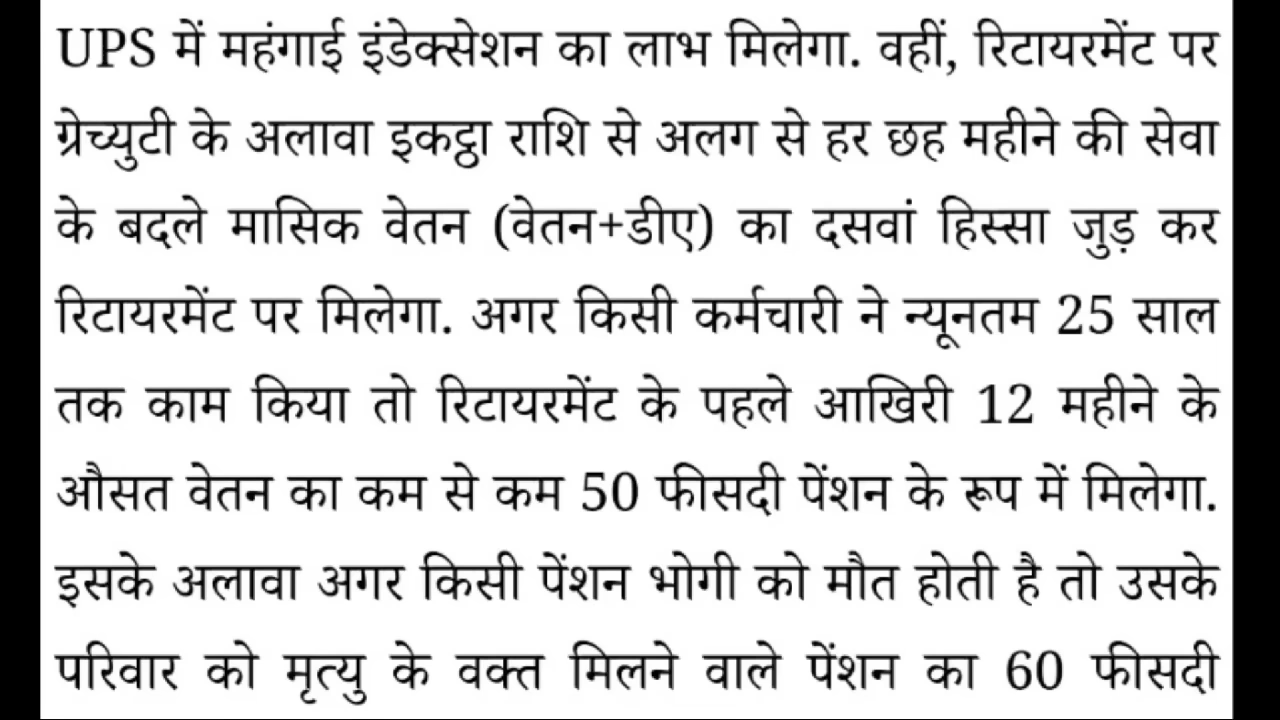 UPS में महंगाई इंडेक्सेशन का लाभ मिलेगा. वहीं, रिटायरमेंट पर
ग्रेच्युटी के अलावा इकट्ठा राशि से अलग से हर छह महीने की सेवा
के बदले मासिक वेतन (वेतन+डीए) का दसवां हिस्सा जुड़ कर
रिटायरमेंट पर मिलेगा. अगर किसी कर्मचारी ने न्यूनतम 25 साल
तक काम किया तो रिटायरमेंट के पहले आखिरी 12 महीने के
औसत वेतन का कम से कम 50 फीसदी पेंशन के रूप में मिलेगा.
इसके अलावा अगर किसी पेंशन भोगी को मौत होती है तो उसके
परिवार को मृत्यु के वक्त मिलने वाले पेंशन का 60 फीसदी